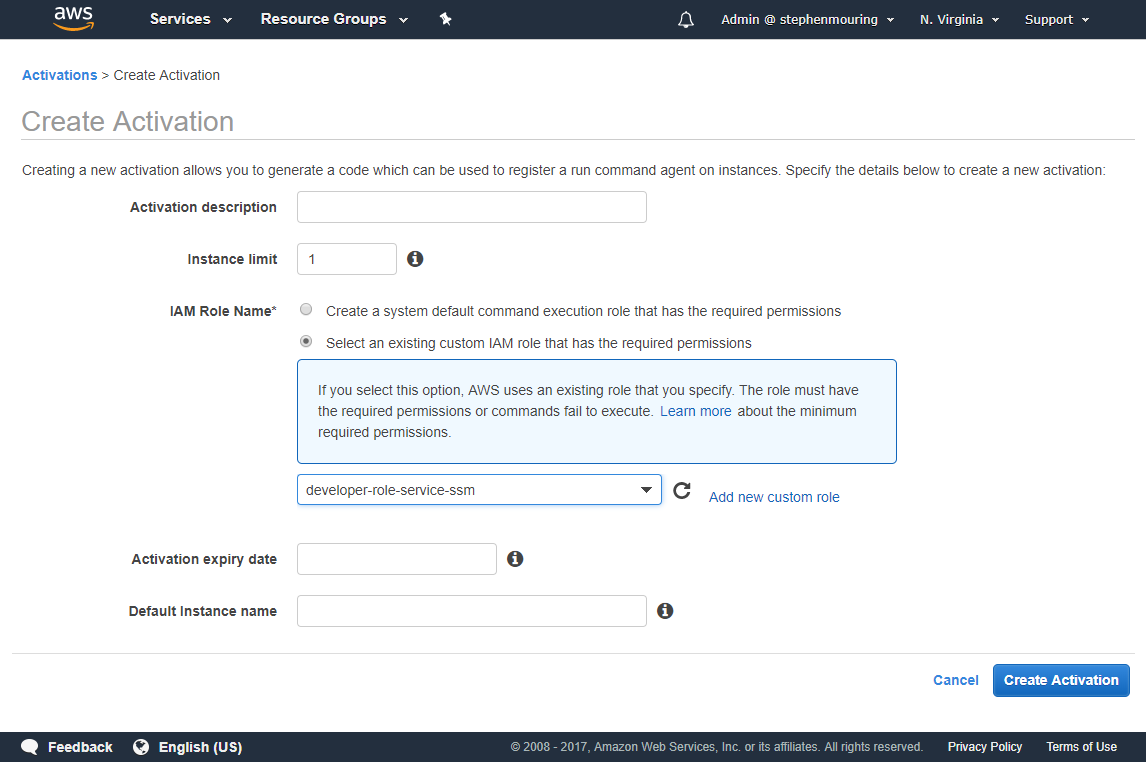 aws Services Resource Groups Admin @ stephenmouring N. Virginia Support
Activations > Create Activation
Create Activation
Creating a new activation allows you to generate a code which can be used to register a run command agent on instances. Specify the details below to create a new activation:
Activation description
Instance limit 1
IAM Role Name* Create a system default command execution role that has the required permissions
Select an existing custom IAM role that has the required permissions
If you select this option, AWS uses an existing role that you specify. The role must have
the required permissions or commands fail to execute. Learn more about the minimum
required permissions.
developer-role-service-ssm Add new custom role
Activation expiry date
Default Instance name
Cancel Create Activation
Feedback English (US) © 2008 - 2017, Amazon Web Services, Inc. or its affiliates. All rights reserved. Privacy Policy Terms of Use